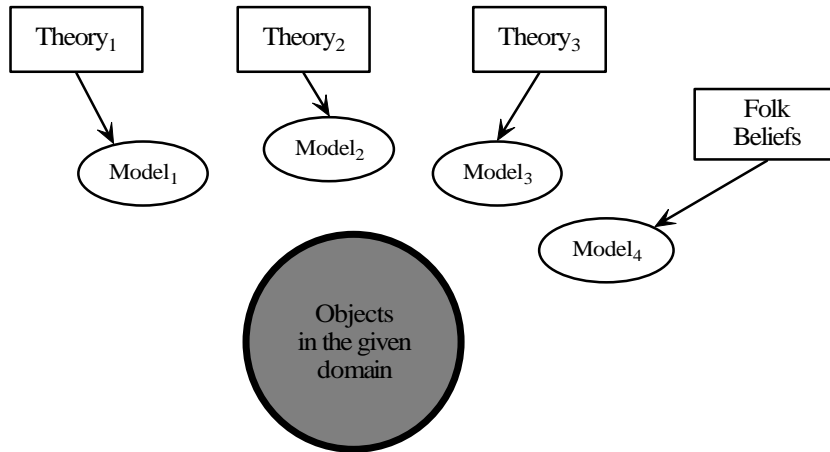 Theory₁
Theory₂
Theory₃
Folk
Beliefs
Model₁
Model₂
Model₃
Model₄
Objects
in the given
domain